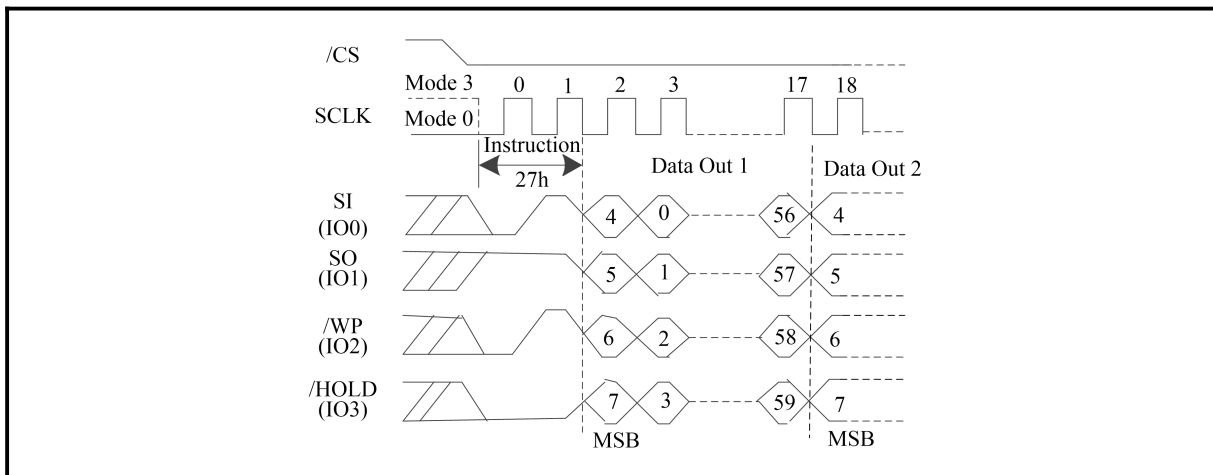 /CS
Mode 3 0 1 2 3 17 18
SCLK Mode 0
Instruction
27h Data Out 1 Data Out 2
SI
(IO0) 4 0 56 4
SO
(IO1) 5 1 57 5
/WP
(IO2) 6 2 58 6
/HOLD
(IO3) 7 3 59 7
MSB MSB